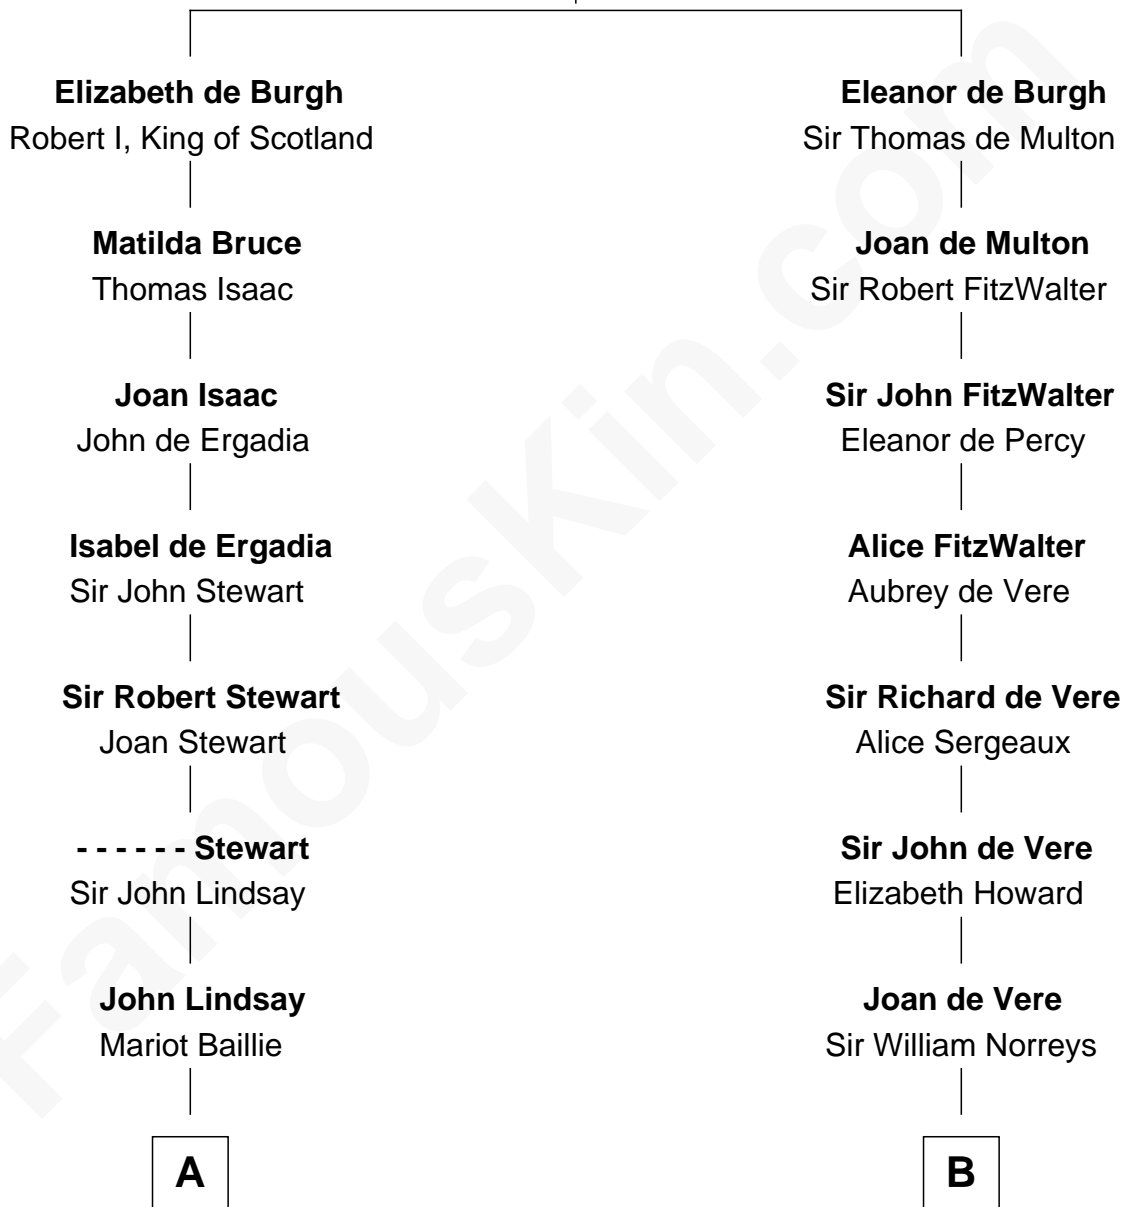 Elizabeth de Burgh
Robert I, King of Scotland
Matilda Bruce
Thomas Isaac
Joan Isaac
John de Ergadia
Isabel de Ergadia
Sir John Stewart
Sir Robert Stewart
Joan Stewart
- - - - - - Stewart
Sir John Lindsay
John Lindsay
Mariot Baillie
A
Eleanor de Burgh
Sir Thomas de Multon
Joan de Multon
Sir Robert FitzWalter
Sir John FitzWalter
Eleanor de Percy
Alice FitzWalter
Aubrey de Vere
Sir Richard de Vere
Alice Sergeaux
Sir John de Vere
Elizabeth Howard
Joan de Vere
Sir William Norreys
B
FamousKin.com